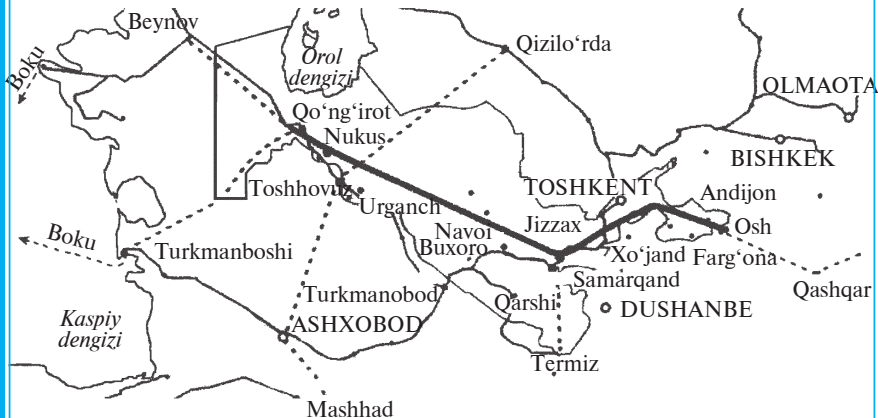 Beynov
Qizilo‘rda
Boku
Orol
dengizi
OLMAOTA
Qo‘ng‘irot
Nukus
BISHKEK
Toshhovuz
TOSHKENT
Andijon
Urganch
Jizzax
Osh
Boku
Navoi
Turkmanboshi
Buxoro
Xo‘jand
Farg‘ona
Samarqand
Turkmanobod
Qarshi
Qashqar
Kaspiy
dengizi
ASHXOBOD
DUSHANBE
Termiz
Mashhad